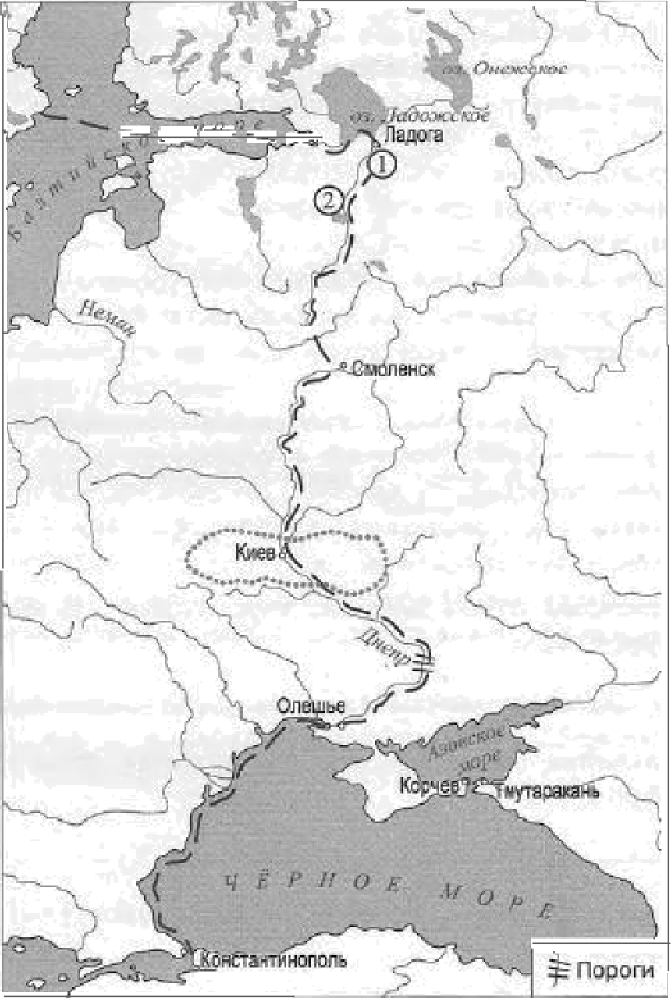 оз. Онежское
оз. Ладожское
Ладога
1
2
Неман
Смоленск
Киев
Днепр
Олешье
Азовское
море
Корчев
Тмутаракань
ЧЁРНОЕ МОРЕ
Константинополь
Пороги